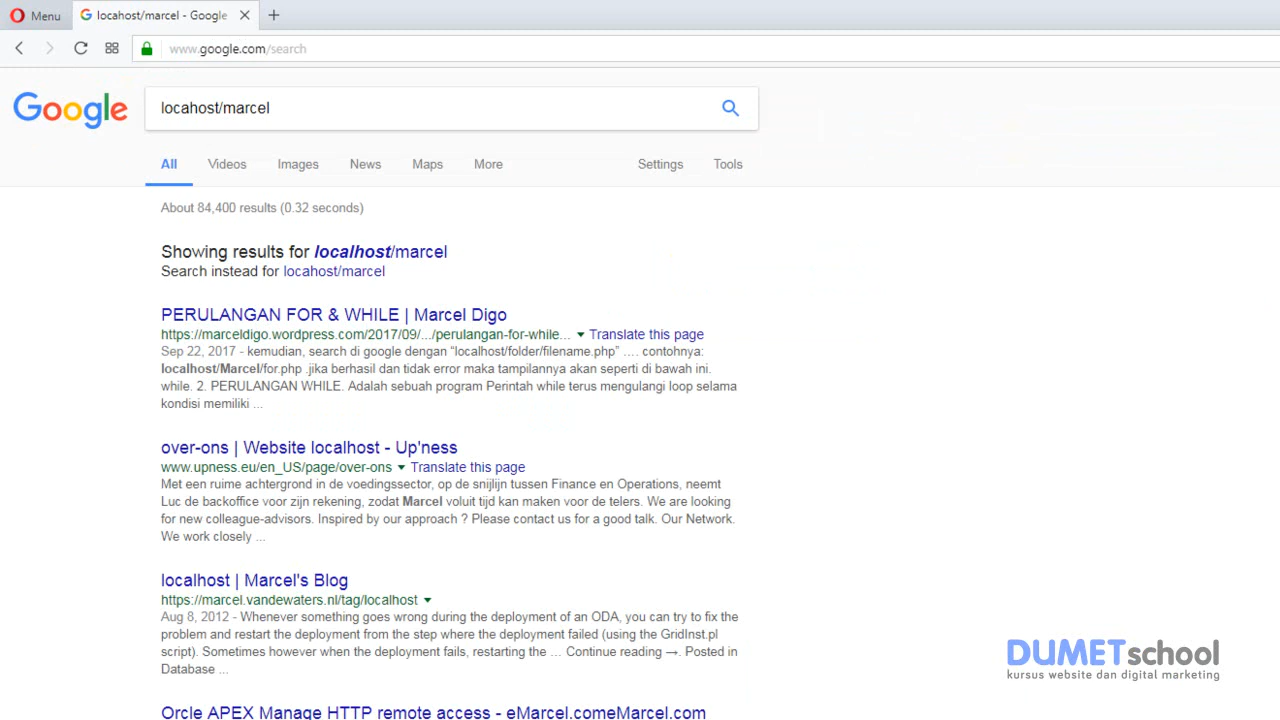 Menu
locahost/marcel - Google
www.google.com/search
Google
locahost/marcel
All Videos Images News Maps More Settings Tools
About 84,400 results (0.32 seconds)
Showing results for localhost/marcel
Search instead for locahost/marcel
PERULANGAN FOR & WHILE | Marcel Digo
https://marceldigo.wordpress.com/2017/09/.../perulangan-for-while... Translate this page
Sep 22, 2017 - kemudian, search di google dengan “localhost/folder/filename.php” …. contohnya:
localhost/Marcel/for.php .jika berhasil dan tidak error maka tampilannya akan seperti di bawah ini.
while. 2. PERULANGAN WHILE. Adalah sebuah program Perintah while terus mengulangi loop selama
kondisi memiliki ...
over-ons | Website localhost - Up'ness
www.upness.eu/en_US/page/over-ons Translate this page
Met een ruime achtergrond in de voedingssector, op de snijlijn tussen Finance en Operations, neemt
Luc de backoffice voor zijn rekening, zodat Marcel voluit tijd kan maken voor de telers. We are looking
for new colleague-advisors. Inspired by our approach ? Please contact us for a good talk. Our Network.
We work closely ...
localhost | Marcel's Blog
https://marcel.vandewaters.nl/tag/localhost
Aug 8, 2012 - Whenever something goes wrong during the deployment of an ODA, you can try to fix the
problem and restart the deployment from the step where the deployment failed (using the GridInst.pl
script). Sometimes however when the deployment fails, restarting the … Continue reading →. Posted in
Database ...
Orcle APEX Manage HTTP remote access - eMarcel.comeMarcel.com
DUMETschool
kursus website dan digital marketing